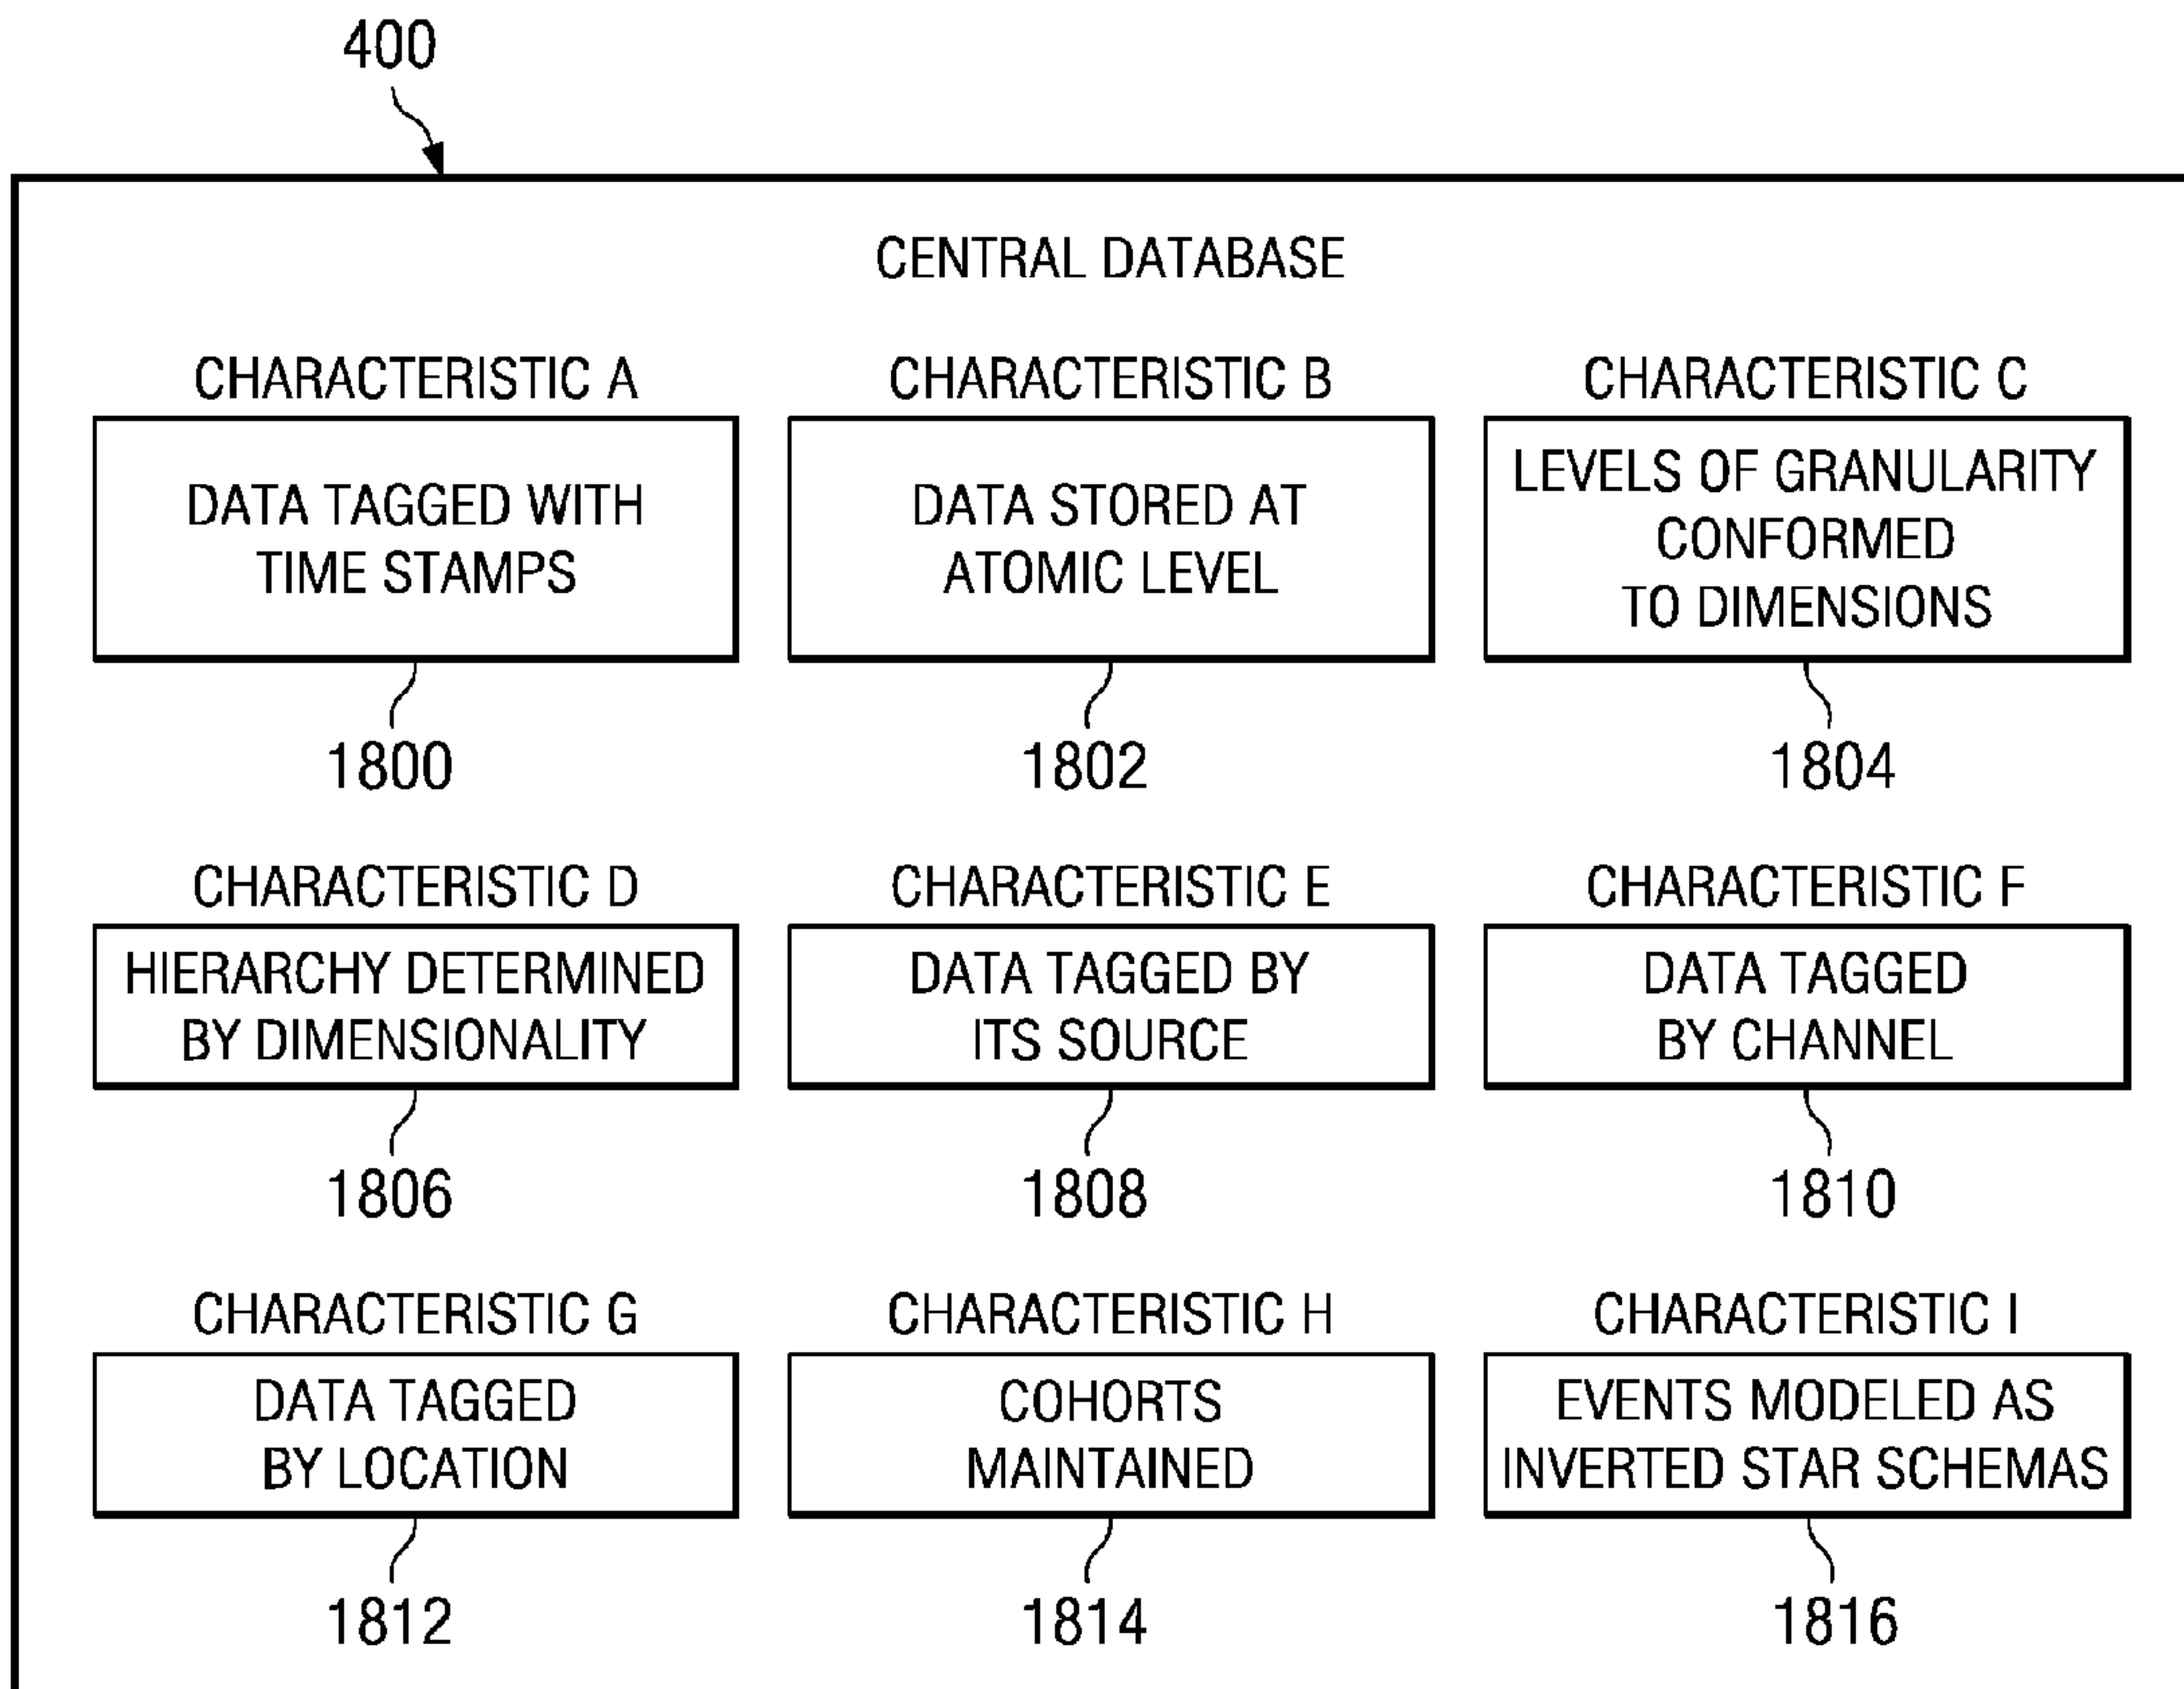 400
CENTRAL DATABASE
CHARACTERISTIC A
DATA TAGGED WITH
TIME STAMPS
1800
CHARACTERISTIC B
DATA STORED AT
ATOMIC LEVEL
1802
CHARACTERISTIC C
LEVELS OF GRANULARITY
CONFORMED
TO DIMENSIONS
1804
CHARACTERISTIC D
HIERARCHY DETERMINED
BY DIMENSIONALITY
1806
CHARACTERISTIC E
DATA TAGGED BY
ITS SOURCE
1808
CHARACTERISTIC F
DATA TAGGED
BY CHANNEL
1810
CHARACTERISTIC G
DATA TAGGED
BY LOCATION
1812
CHARACTERISTIC H
COHORTS
MAINTAINED
1814
CHARACTERISTIC I
EVENTS MODELED AS
INVERTED STAR SCHEMAS
1816